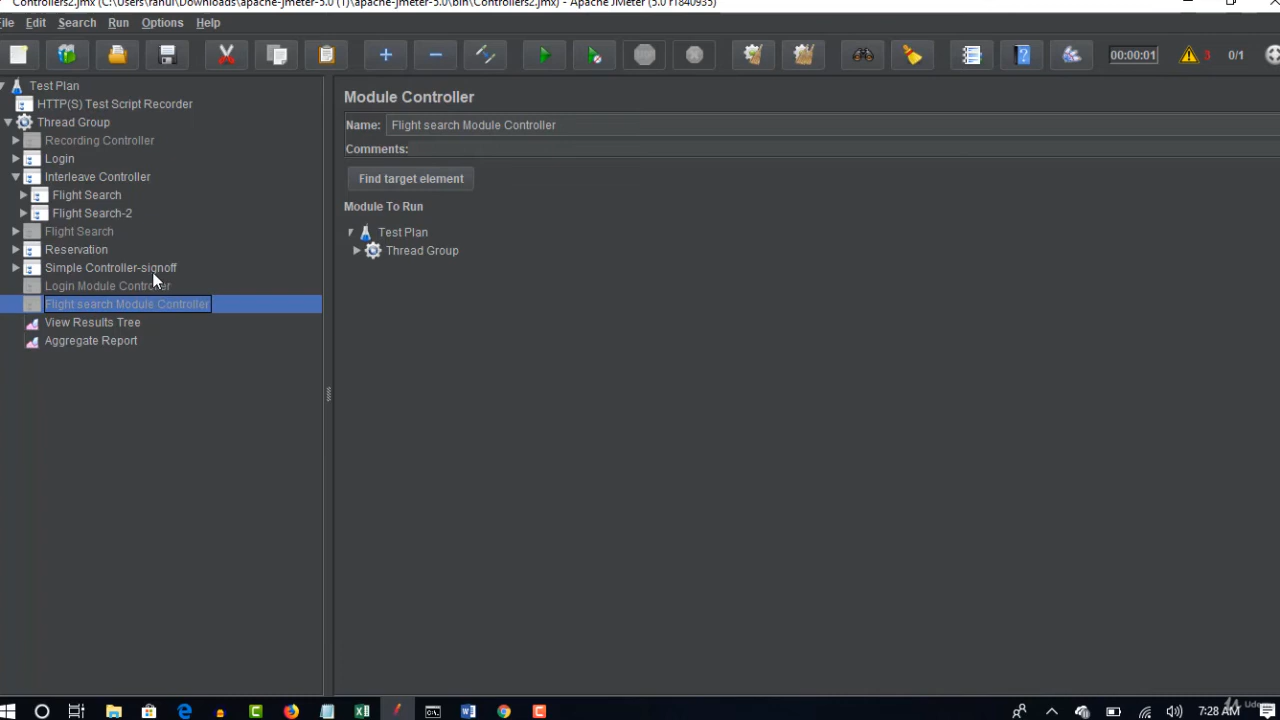 Controllers2.jmx (C:\Users\rahul\Downloads\apache-jmeter-5.0 (1)\apache-jmeter-5.0\bin\Controllers2.jmx) - Apache JMeter (5.0 r1840935)
File Edit Search Run Options Help
00:00:01 3 0/1
Test Plan
HTTP(S) Test Script Recorder
Thread Group
Recording Controller
Login
Interleave Controller
Flight Search
Flight Search-2
Flight Search
Reservation
Simple Controller-signoff
Login Module Controller
Flight search Module Controller
View Results Tree
Aggregate Report
Module Controller
Name: Flight search Module Controller
Comments:
Find target element
Module To Run
Test Plan
Thread Group
7:28 AM